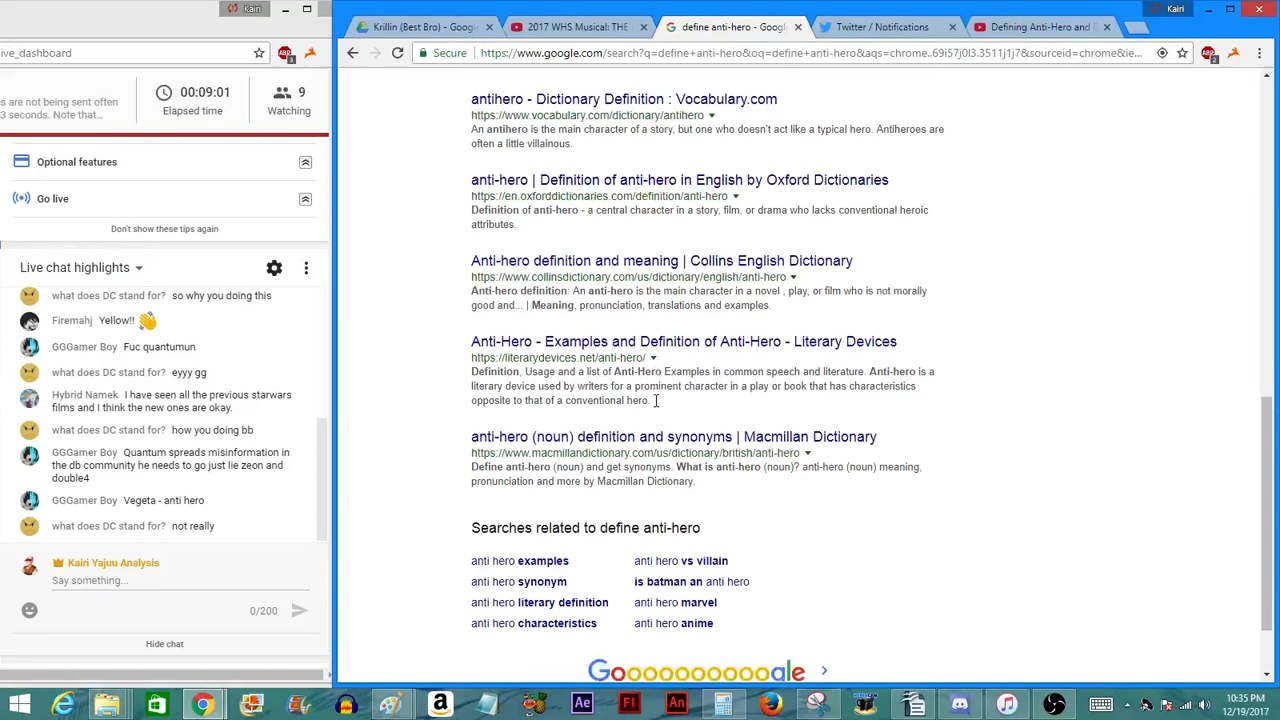 Kairi
ive_dashboard
es are not being sent often
3 seconds. Note that...
00:09:01
Elapsed time
9
Watching
Optional features
Go live
Don't show these tips again
Live chat highlights
what does DC stand for? so why you doing this
Firemahj Yellow!!
GGGamer Boy Fuc quantumun
what does DC stand for? eyyy gg
Hybrid Namek I have seen all the previous starwars
films and I think the new ones are okay.
what does DC stand for? how you doing bb
GGGamer Boy Quantum spreads misinformation in
the db community he needs to go just lie zeon and
double4
GGGamer Boy Vegeta - anti hero
what does DC stand for? not really
Kairi Yajuu Analysis
Say something...
0/200
Hide chat
Kairi
Krillin (Best Bro) - Googl
2017 WHS Musical: THE
define anti-hero - Googl
Twitter / Notifications
Defining Anti-Hero and
Secure
https://www.google.com/search?q=define+anti-hero&oq=define+anti-hero&aqs=chrome..69i57j0l3.3511j1j7&sourceid=chrome&ie...
antihero - Dictionary Definition : Vocabulary.com
https://www.vocabulary.com/dictionary/antihero
An antihero is the main character of a story, but one who doesn't act like a typical hero. Antiheroes are
often a little villainous.
anti-hero | Definition of anti-hero in English by Oxford Dictionaries
https://en.oxforddictionaries.com/definition/anti-hero
Definition of anti-hero - a central character in a story, film, or drama who lacks conventional heroic
attributes.
Anti-hero definition and meaning | Collins English Dictionary
https://www.collinsdictionary.com/us/dictionary/english/anti-hero
Anti-hero definition: An anti-hero is the main character in a novel , play, or film who is not morally
good and... | Meaning, pronunciation, translations and examples.
Anti-Hero - Examples and Definition of Anti-Hero - Literary Devices
https://literarydevices.net/anti-hero/
Definition, Usage and a list of Anti-Hero Examples in common speech and literature. Anti-hero is a
literary device used by writers for a prominent character in a play or book that has characteristics
opposite to that of a conventional hero.
anti-hero (noun) definition and synonyms | Macmillan Dictionary
https://www.macmillandictionary.com/us/dictionary/british/anti-hero
Define anti-hero (noun) and get synonyms. What is anti-hero (noun)? anti-hero (noun) meaning,
pronunciation and more by Macmillan Dictionary.
Searches related to define anti-hero
anti hero examples
anti hero vs villain
anti hero synonym
is batman an anti hero
anti hero literary definition
anti hero marvel
anti hero characteristics
anti hero anime
Goooooooooogle
Ae
Fl
An
10:35 PM
12/19/2017